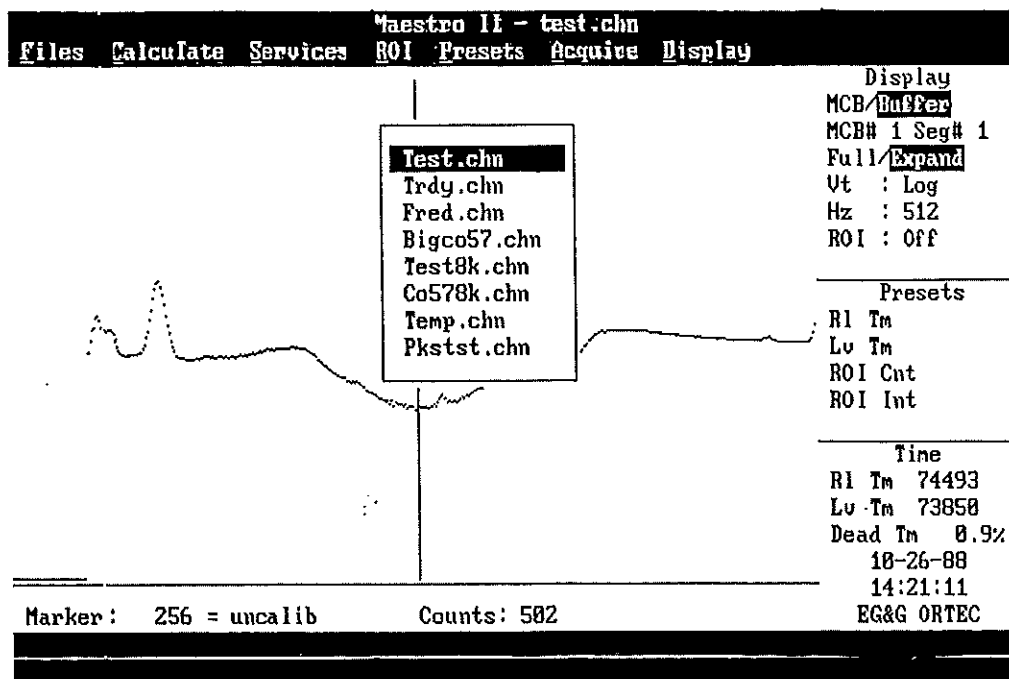 Maestro II - test.chn
Files Calculate Services ROI Presets Acquire Display
Test.chn
Trdy.chn
Fred.chn
Bigco57.chn
Test8k.chn
Co578k.chn
Temp.chn
Pkstst.chn
Display
MCB/Buffer
MCB# 1 Seg# 1
Full/Expand
Vt : Log
Hz : 512
ROI : Off
Presets
Rl Tm
Lv Tm
ROI Cnt
ROI Int
Time
Rl Tm 74493
Lv Tm 73850
Dead Tm 0.9%
10-26-88
14:21:11
EG&G ORTEC
Marker: 256 = uncalib Counts: 502